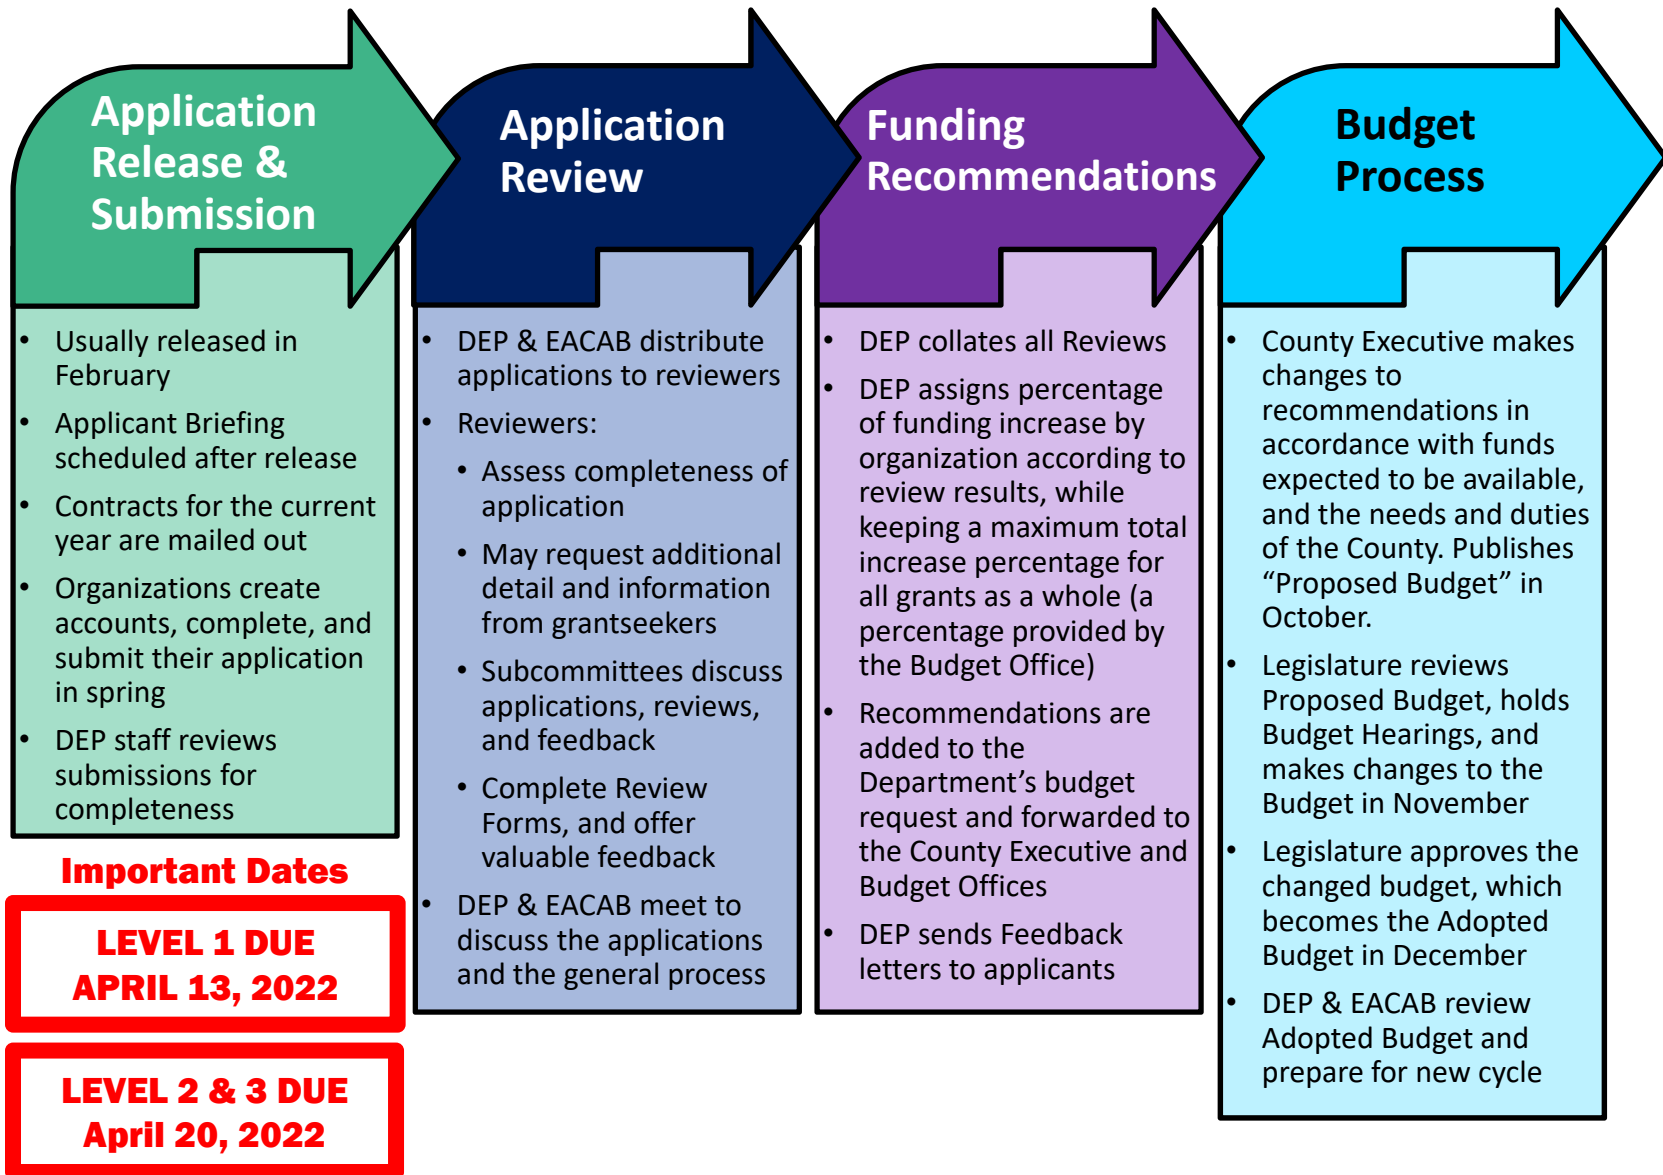 Application
Release &
Submission
• Usually released in
February
• Applicant Briefing
scheduled after release
• Contracts for the current
year are mailed out
• Organizations create
accounts, complete, and
submit their application
in spring
• DEP staff reviews
submissions for
completeness
Important Dates
LEVEL 1 DUE
APRIL 13, 2022
LEVEL 2 & 3 DUE
April 20, 2022
Application
Review
• DEP & EACAB distribute
applications to reviewers
• Reviewers:
• Assess completeness of
application
• May request additional
detail and information
from grantseekers
• Subcommittees discuss
applications, reviews,
and feedback
• Complete Review
Forms, and offer
valuable feedback
• DEP & EACAB meet to
discuss the applications
and the general process
Funding
Recommendations
• DEP collates all Reviews
• DEP assigns percentage
of funding increase by
organization according to
review results, while
keeping a maximum total
increase percentage for
all grants as a whole (a
percentage provided by
the Budget Office)
• Recommendations are
added to the
Department’s budget
request and forwarded to
the County Executive and
Budget Offices
• DEP sends Feedback
letters to applicants
Budget
Process
• County Executive makes
changes to
recommendations in
accordance with funds
expected to be available,
and the needs and duties
of the County. Publishes
“Proposed Budget” in
October.
• Legislature reviews
Proposed Budget, holds
Budget Hearings, and
makes changes to the
Budget in November
• Legislature approves the
changed budget, which
becomes the Adopted
Budget in December
• DEP & EACAB review
Adopted Budget and
prepare for new cycle